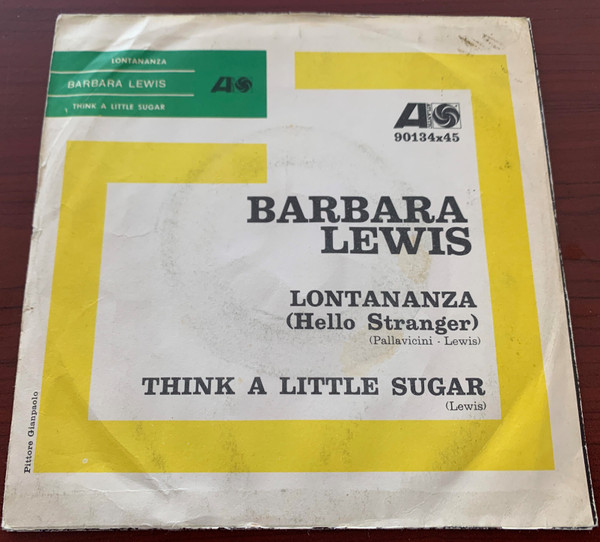 LONTANANZA
BARBARA LEWIS
THINK A LITTLE SUGAR
ATLANTIC
90134x45
BARBARA
LEWIS
LONTANANZA
(Hello Stranger)
(Pallavicini - Lewis)
THINK A LITTLE SUGAR
(Lewis)
Pittore Gianpaolo